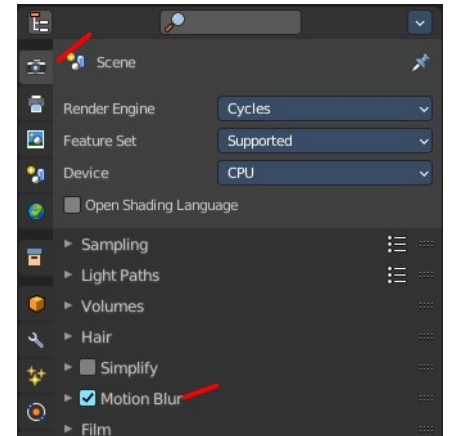 Scene
Render Engine Cycles
Feature Set Supported
Device CPU
Open Shading Language
Sampling
Light Paths
Volumes
Hair
Simplify
Motion Blur
Film